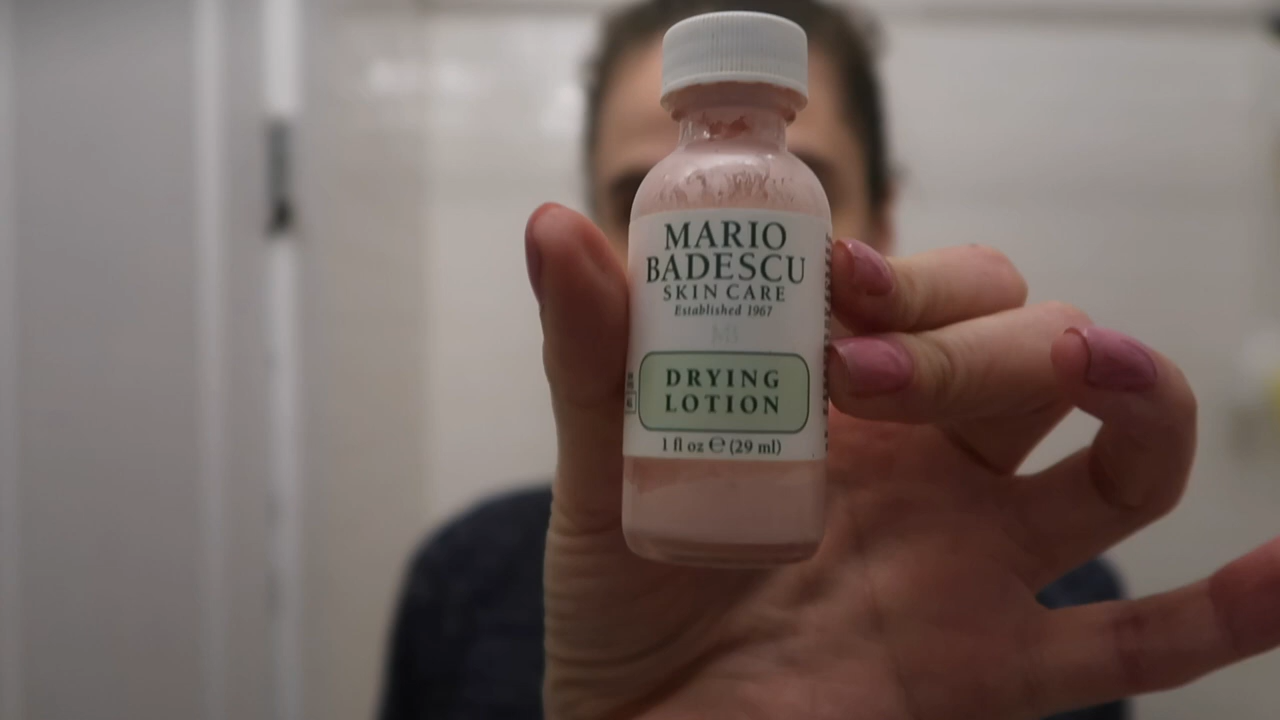 MARIO
BADESCU
SKIN CARE
Established 1967
DRYING
LOTION
1 fl oz ℮ (29 ml)